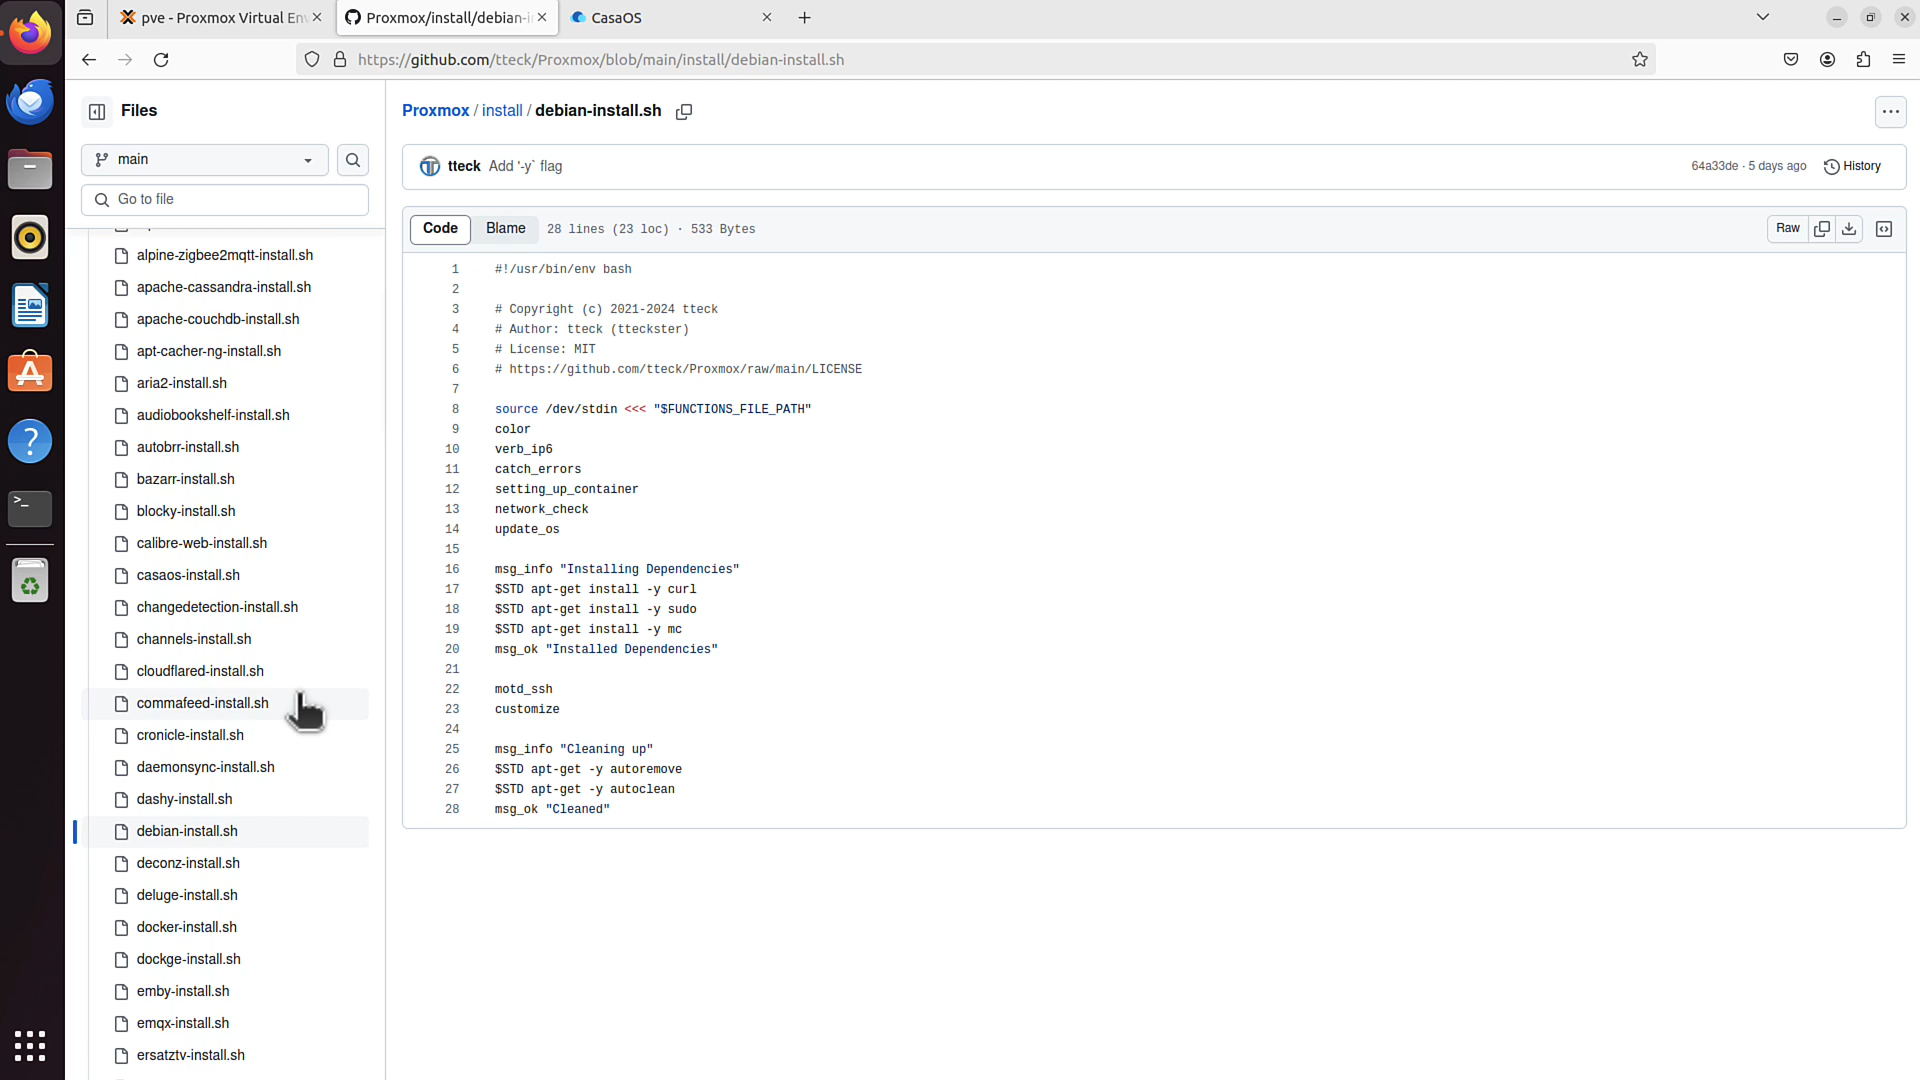 pve - Proxmox Virtual En
Proxmox/install/debian-i
CasaOS
https://github.com/tteck/Proxmox/blob/main/install/debian-install.sh
Files
main
Go to file
alpine-zigbee2mqtt-install.sh
apache-cassandra-install.sh
apache-couchdb-install.sh
apt-cacher-ng-install.sh
aria2-install.sh
audiobookshelf-install.sh
autobrr-install.sh
bazarr-install.sh
blocky-install.sh
calibre-web-install.sh
casaos-install.sh
changedetection-install.sh
channels-install.sh
cloudflared-install.sh
commafeed-install.sh
cronicle-install.sh
daemonsync-install.sh
dashy-install.sh
debian-install.sh
deconz-install.sh
deluge-install.sh
docker-install.sh
dockge-install.sh
emby-install.sh
emqx-install.sh
ersatztv-install.sh
Proxmox / install / debian-install.sh
tteck Add '-y` flag
64a33de · 5 days ago
History
Code Blame 28 lines (23 loc) · 533 Bytes
Raw
1 #!/usr/bin/env bash
2
3 # Copyright (c) 2021-2024 tteck
4 # Author: tteck (tteckster)
5 # License: MIT
6 # https://github.com/tteck/Proxmox/raw/main/LICENSE
7
8 source /dev/stdin <<< "$FUNCTIONS_FILE_PATH"
9 color
10 verb_ip6
11 catch_errors
12 setting_up_container
13 network_check
14 update_os
15
16 msg_info "Installing Dependencies"
17 $STD apt-get install -y curl
18 $STD apt-get install -y sudo
19 $STD apt-get install -y mc
20 msg_ok "Installed Dependencies"
21
22 motd_ssh
23 customize
24
25 msg_info "Cleaning up"
26 $STD apt-get -y autoremove
27 $STD apt-get -y autoclean
28 msg_ok "Cleaned"